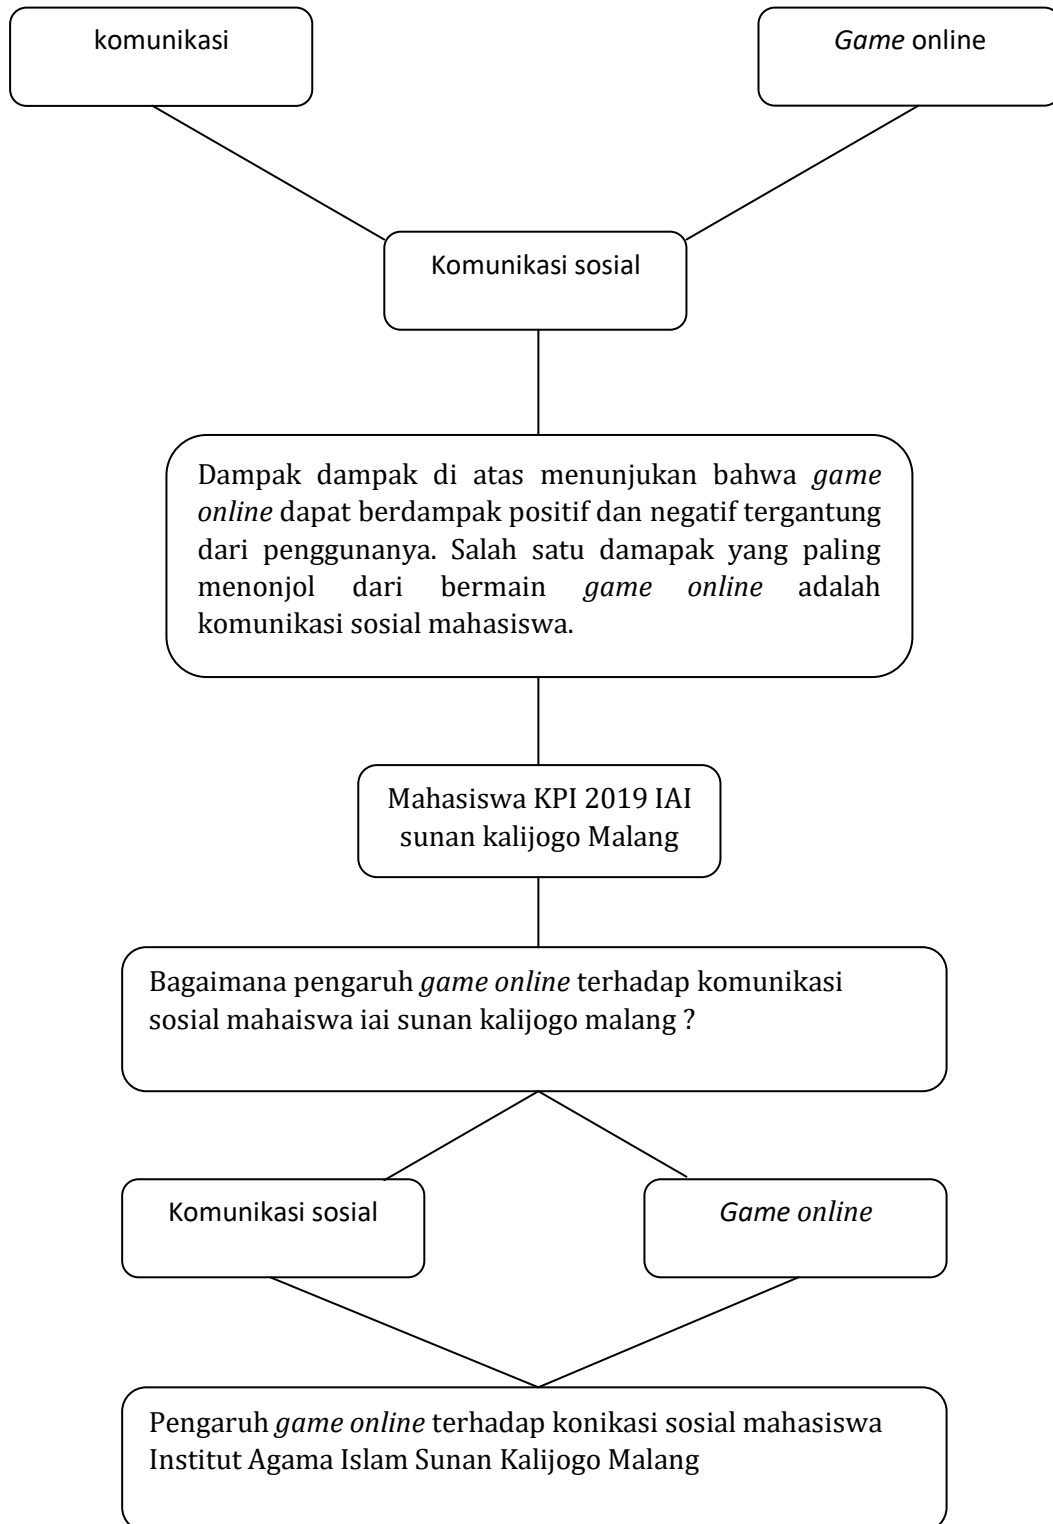 komunikasi
Game online
Komunikasi sosial
Dampak dampak di atas menunjukan bahwa game
online dapat berdampak positif dan negatif tergantung
dari penggunanya. Salah satu damapak yang paling
menonjol dari bermain game online adalah
komunikasi sosial mahasiswa.
Mahasiswa KPI 2019 IAI
sunan kalijogo Malang
Bagaimana pengaruh game online terhadap komunikasi
sosial mahaiswa iai sunan kalijogo malang ?
Komunikasi sosial
Game online
Pengaruh game online terhadap konikasi sosial mahasiswa
Institut Agama Islam Sunan Kalijogo Malang